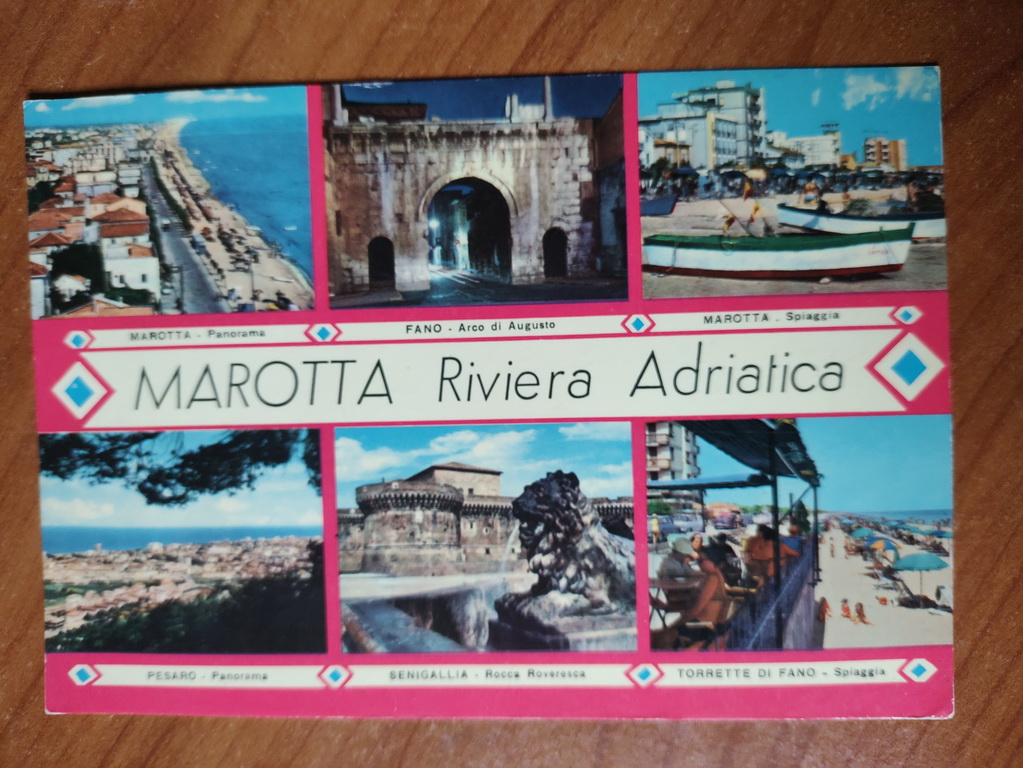 MAROTTA - Panorama
FANO - Arco di Augusto
MAROTTA - Spiaggia
MAROTTA Riviera Adriatica
PESARO - Panorama
SENIGALLIA - Rocca Roveresca
TORRETTE DI FANO - Spiaggia